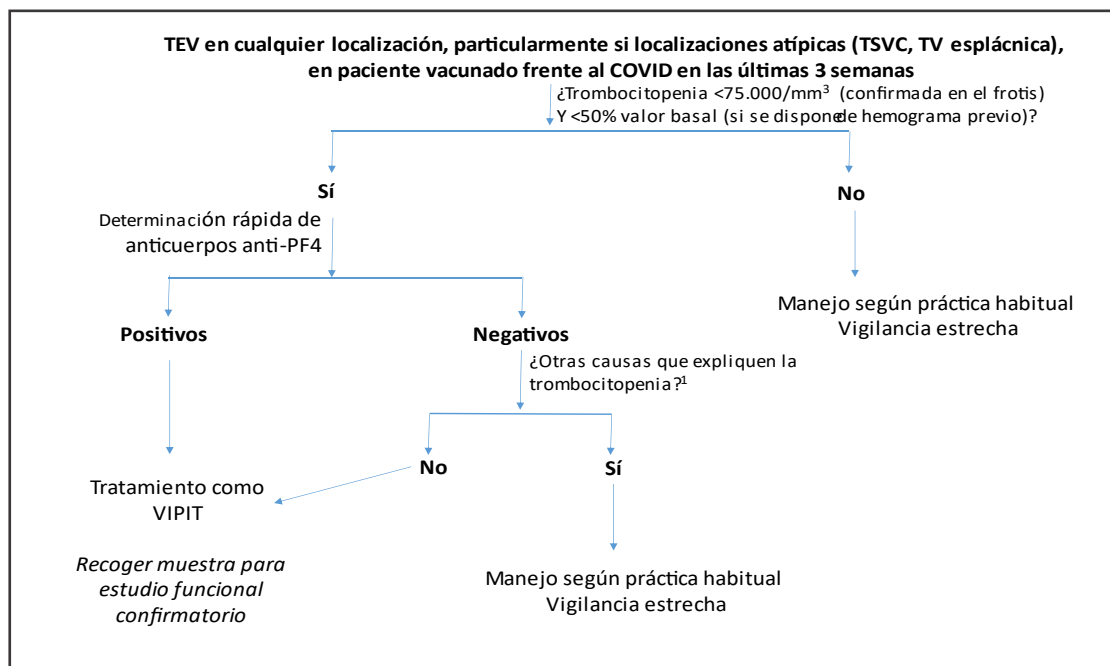 TEV en cualquier localización, particularmente si localizaciones atípicas (TSVC, TV esplácnica),
en paciente vacunado frente al COVID en las últimas 3 semanas
¿Trombocitopenia <75.000/mm³ (confirmada en el frotis)
Y <50% valor basal (si se dispone de hemograma previo)?
Sí
No
Determinación rápida de
anticuerpos anti-PF4
Manejo según práctica habitual
Vigilancia estrecha
Positivos
Negativos
¿Otras causas que expliquen la
trombocitopenia?¹
No
Sí
Tratamiento como
VIPIT
Recoger muestra para
estudio funcional
confirmatorio
Manejo según práctica habitual
Vigilancia estrecha